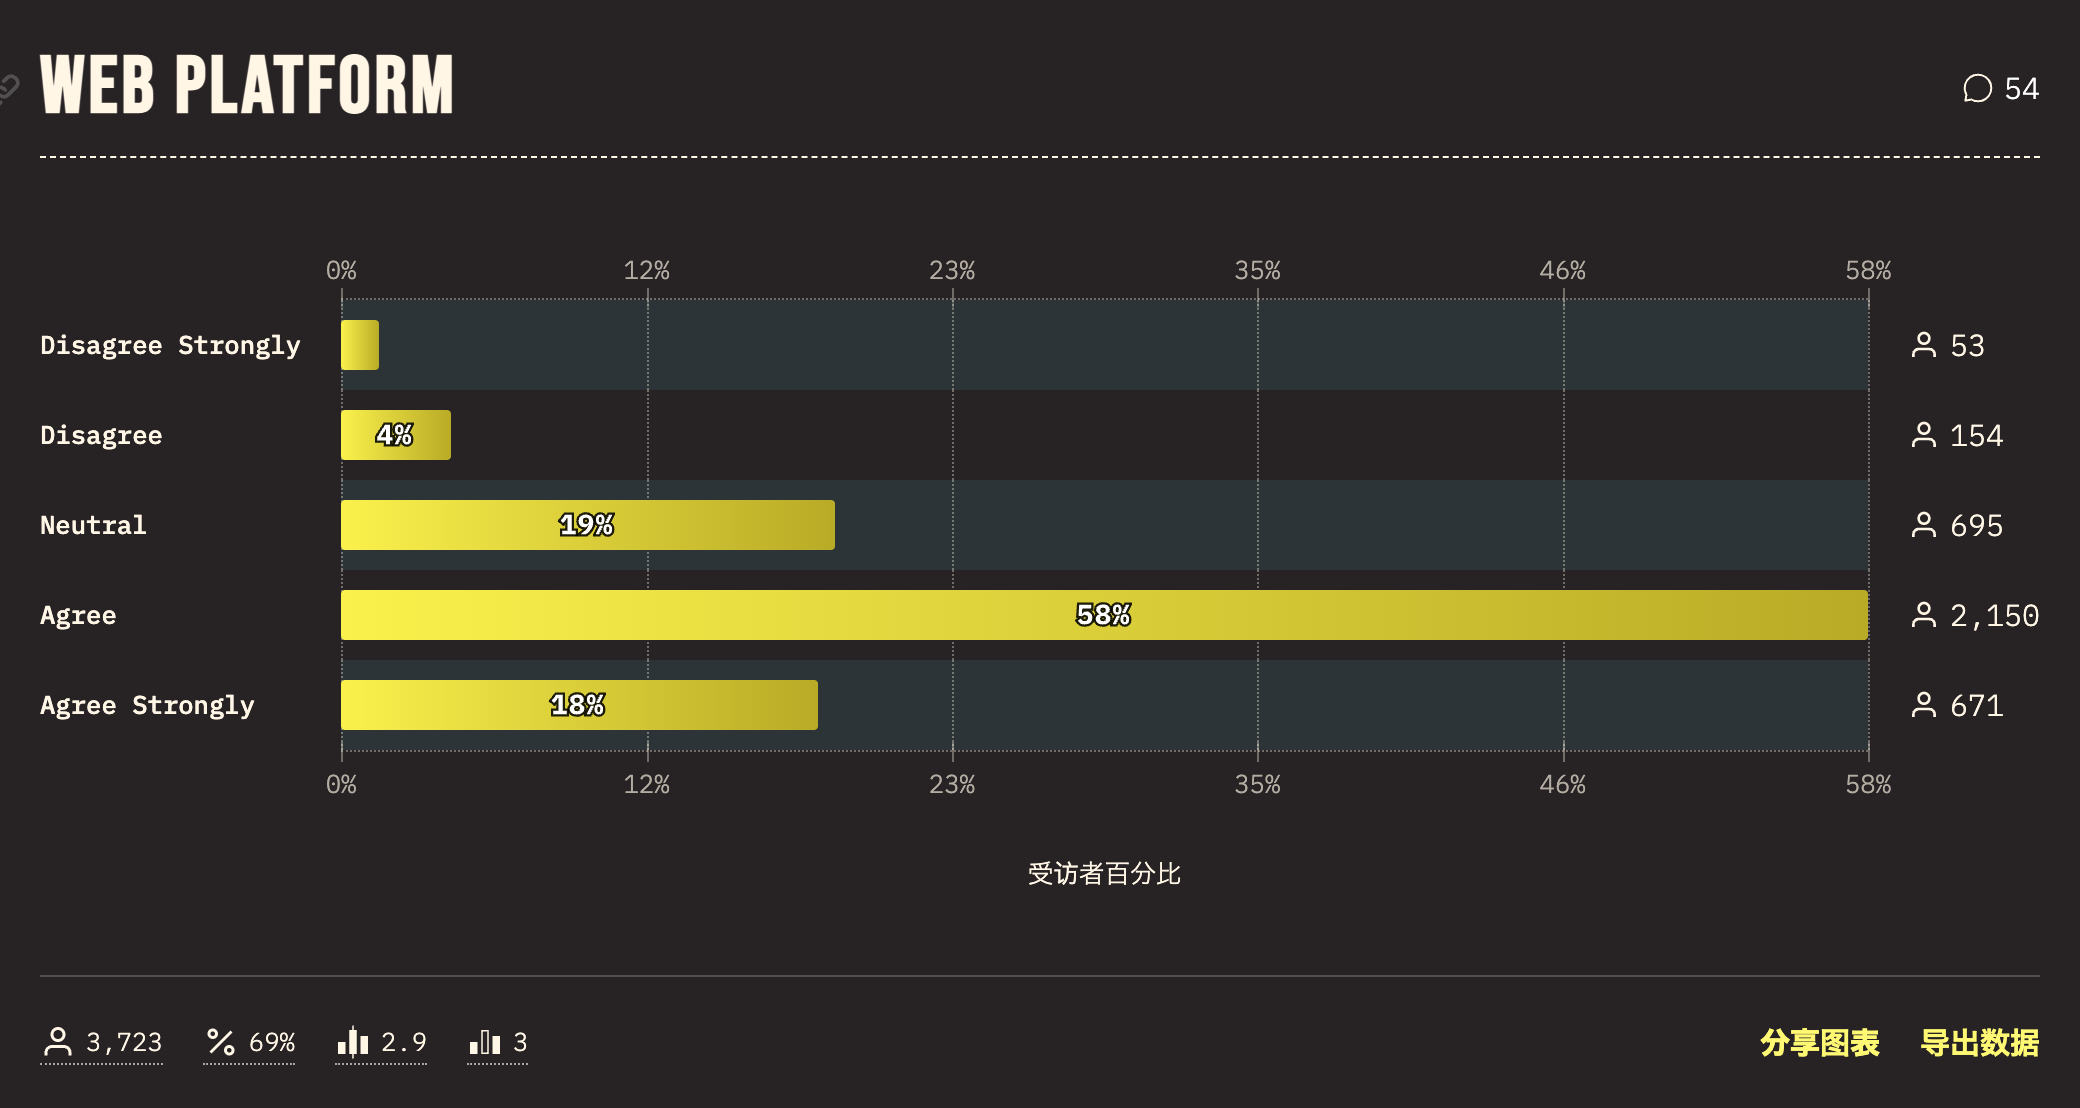 WEB PLATFORM
54
0% 12% 23% 35% 46% 58%
Disagree Strongly 53
Disagree 4% 154
Neutral 19% 695
Agree 58% 2,150
Agree Strongly 18% 671
0% 12% 23% 35% 46% 58%
受访者百分比
3,723 69% 2.9 3 分享图表 导出数据